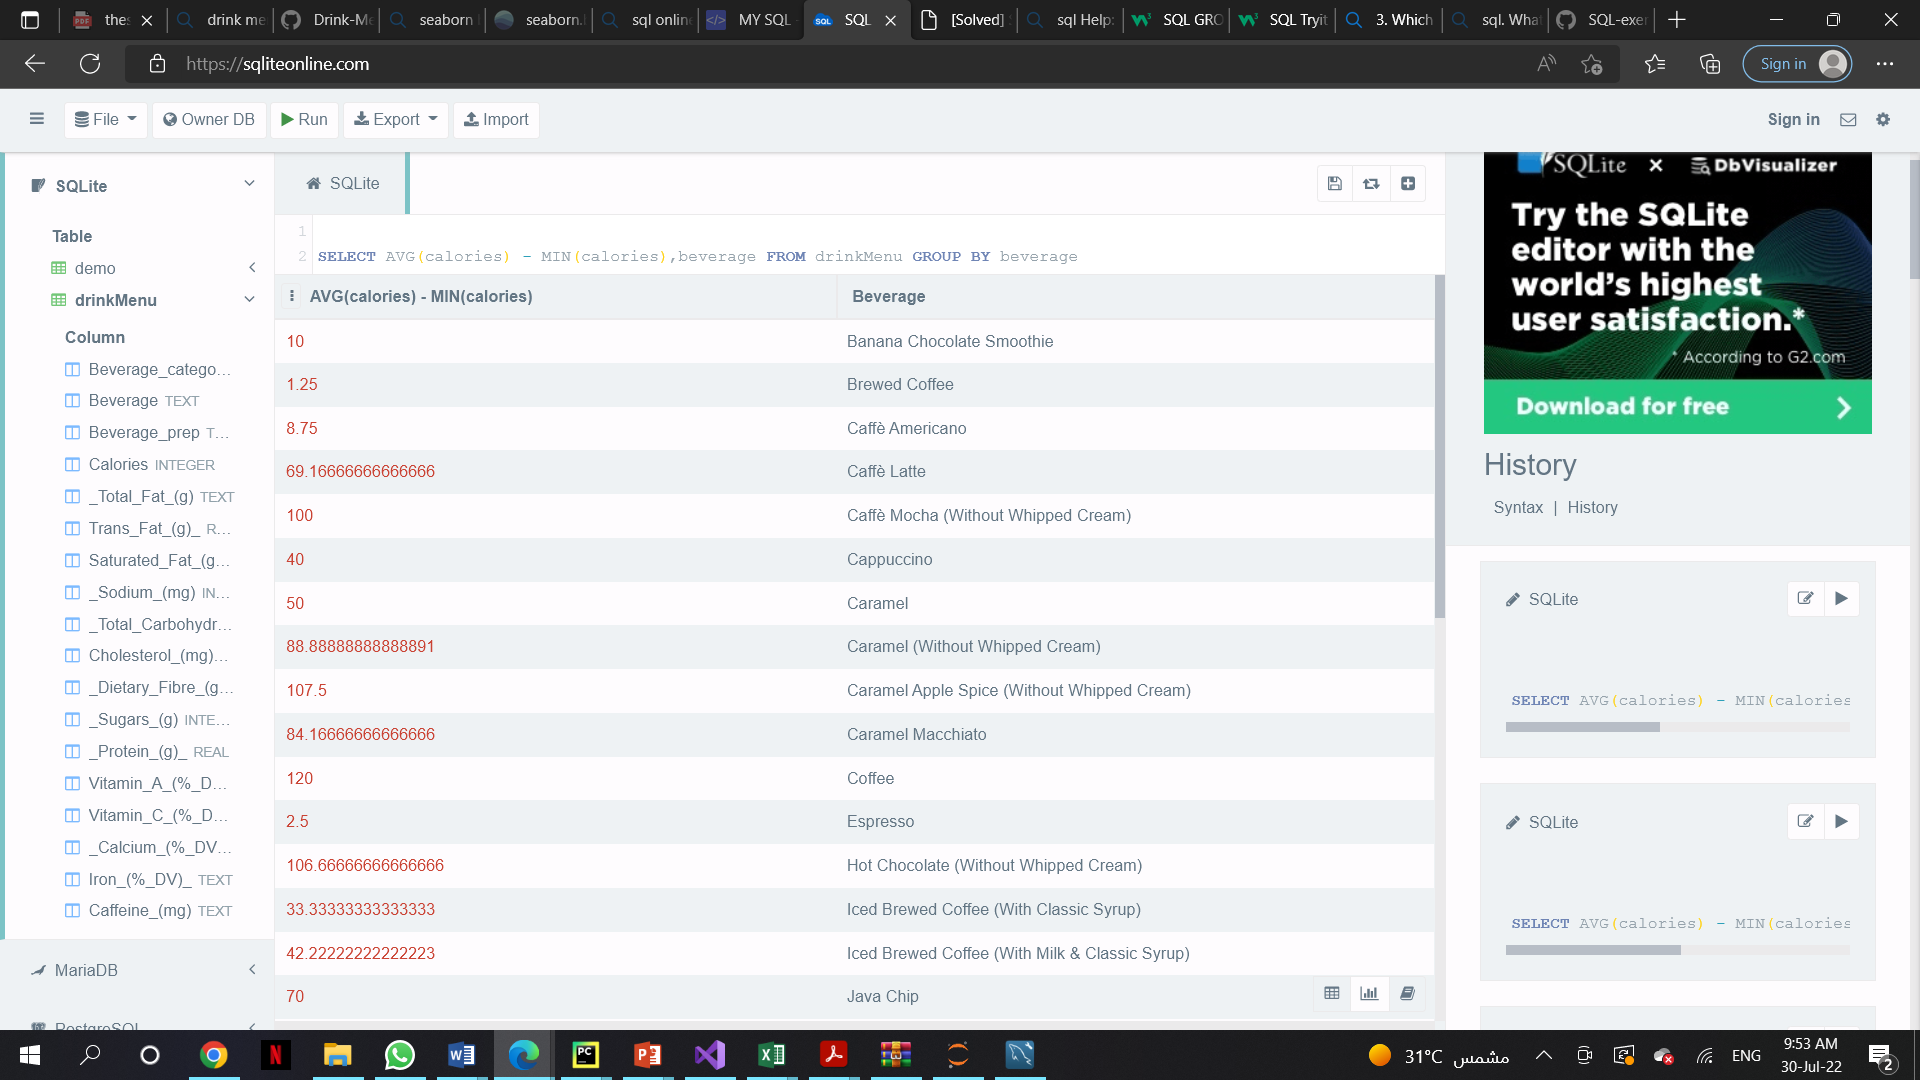 thes
drink me
Drink-Me
seaborn
seaborn.
sql online
MY SQL
SQL
[Solved]
sql Help:
SQL GRO
SQL Tryit
3. Which
sql. Wha
SQL-exer
https://sqliteonline.com
Sign in
File
Owner DB
Run
Export
Import
Sign in
SQLite
Table
demo
drinkMenu
Column
Beverage_catego...
Beverage TEXT
Beverage_prep T...
Calories INTEGER
_Total_Fat_(g) TEXT
Trans_Fat_(g)_ R...
Saturated_Fat_(g...
_Sodium_(mg) IN...
_Total_Carbohydr...
Cholesterol_(mg)...
_Dietary_Fibre_(g...
_Sugars_(g) INTE...
_Protein_(g)_ REAL
Vitamin_A_(%_D...
Vitamin_C_(%_D...
_Calcium_(%_DV...
Iron_(%_DV)_ TEXT
Caffeine_(mg) TEXT
MariaDB
PostgreSQL
SQLite
1
2 SELECT AVG(calories) - MIN(calories),beverage FROM drinkMenu GROUP BY beverage
AVG(calories) - MIN(calories) Beverage
10 Banana Chocolate Smoothie
1.25 Brewed Coffee
8.75 Caffè Americano
69.16666666666666 Caffè Latte
100 Caffè Mocha (Without Whipped Cream)
40 Cappuccino
50 Caramel
88.88888888888891 Caramel (Without Whipped Cream)
107.5 Caramel Apple Spice (Without Whipped Cream)
84.16666666666666 Caramel Macchiato
120 Coffee
2.5 Espresso
106.66666666666666 Hot Chocolate (Without Whipped Cream)
33.33333333333333 Iced Brewed Coffee (With Classic Syrup)
42.22222222222223 Iced Brewed Coffee (With Milk & Classic Syrup)
70 Java Chip
SQLite × DbVisualizer
Try the SQLite
editor with the
world's highest
user satisfaction.*
* According to G2.com
Download for free
History
Syntax | History
SQLite
SELECT AVG(calories) - MIN(calories
SQLite
SELECT AVG(calories) - MIN(calories
31°C مشمس
ENG
9:53 AM
30-Jul-22
2